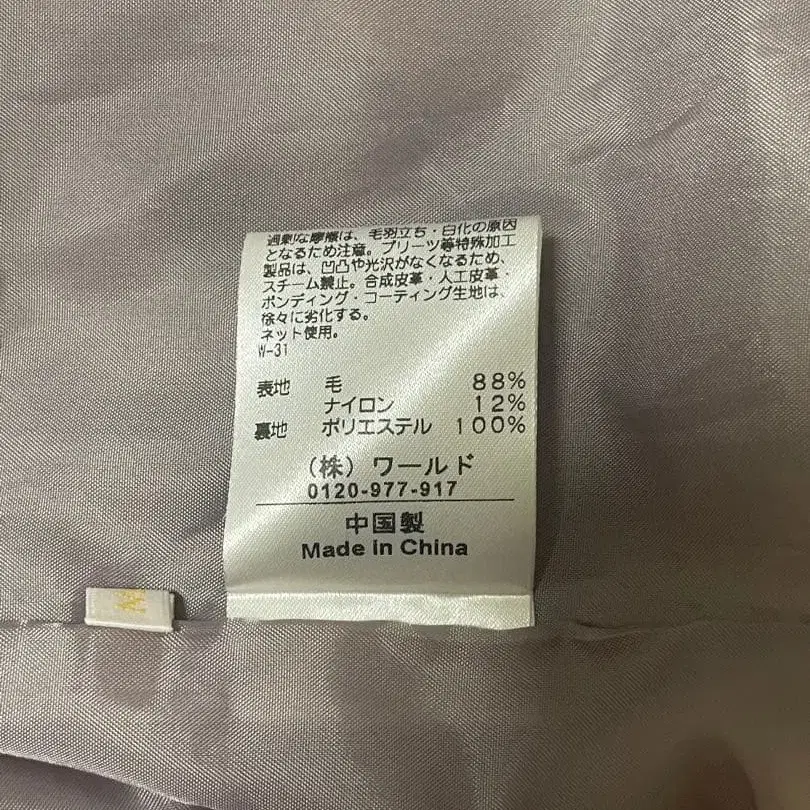 過剰な摩擦は、毛羽立ち・白化の原因
となるため注意。プリーツ等特殊加工
製品は、凹凸や光沢がなくなるため、
スチーム禁止。合成皮革・人工皮革・
ボンディング・コーティング生地は、
徐々に劣化する。
ネット使用。
W-31
表地 毛 88%
ナイロン 12%
裏地 ポリエステル 100%
(株) ワールド
0120-977-917
中国製
Made in China